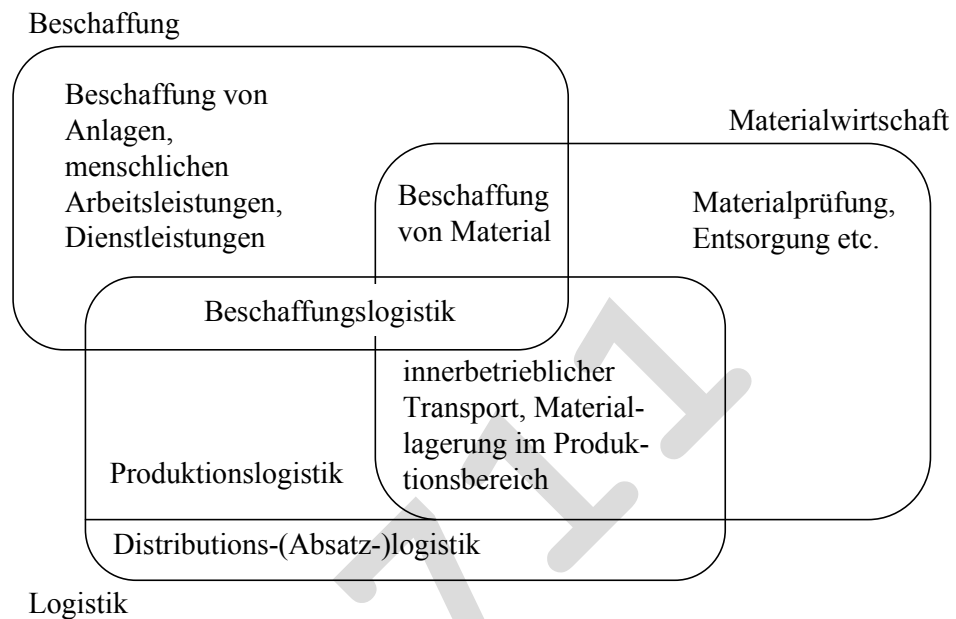 Beschaffung
Beschaffung von
Anlagen,
menschlichen
Arbeitsleistungen,
Dienstleistungen
Materialwirtschaft
Beschaffung
von Material
Materialprüfung,
Entsorgung etc.
Beschaffungslogistik
innerbetrieblicher
Transport, Material-
lagerung im Produk-
tionsbereich
Produktionslogistik
Distributions-(Absatz-)logistik
Logistik
711